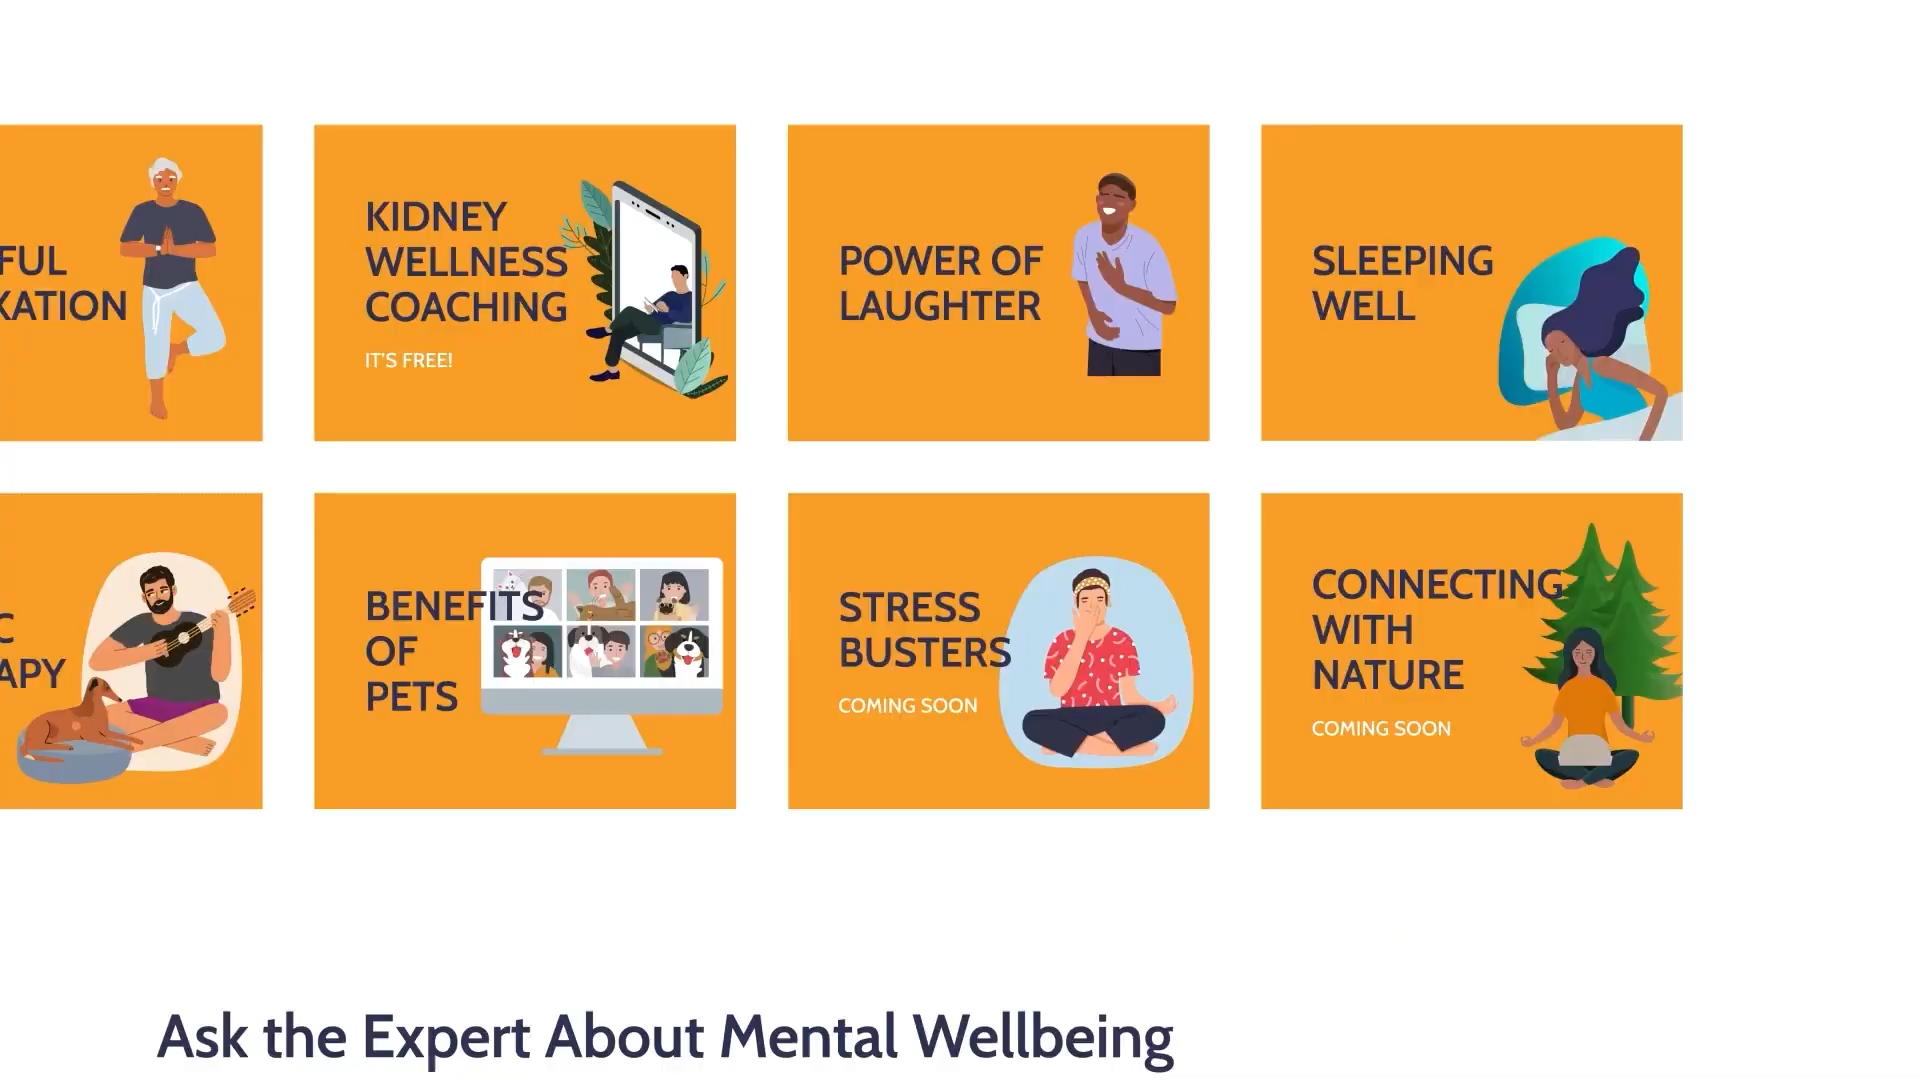 FUL
XATION
KIDNEY
WELLNESS
COACHING
IT'S FREE!
POWER OF
LAUGHTER
SLEEPING
WELL
C
APY
BENEFITS
OF
PETS
STRESS
BUSTERS
COMING SOON
CONNECTING
WITH
NATURE
COMING SOON
Ask the Expert About Mental Wellbeing